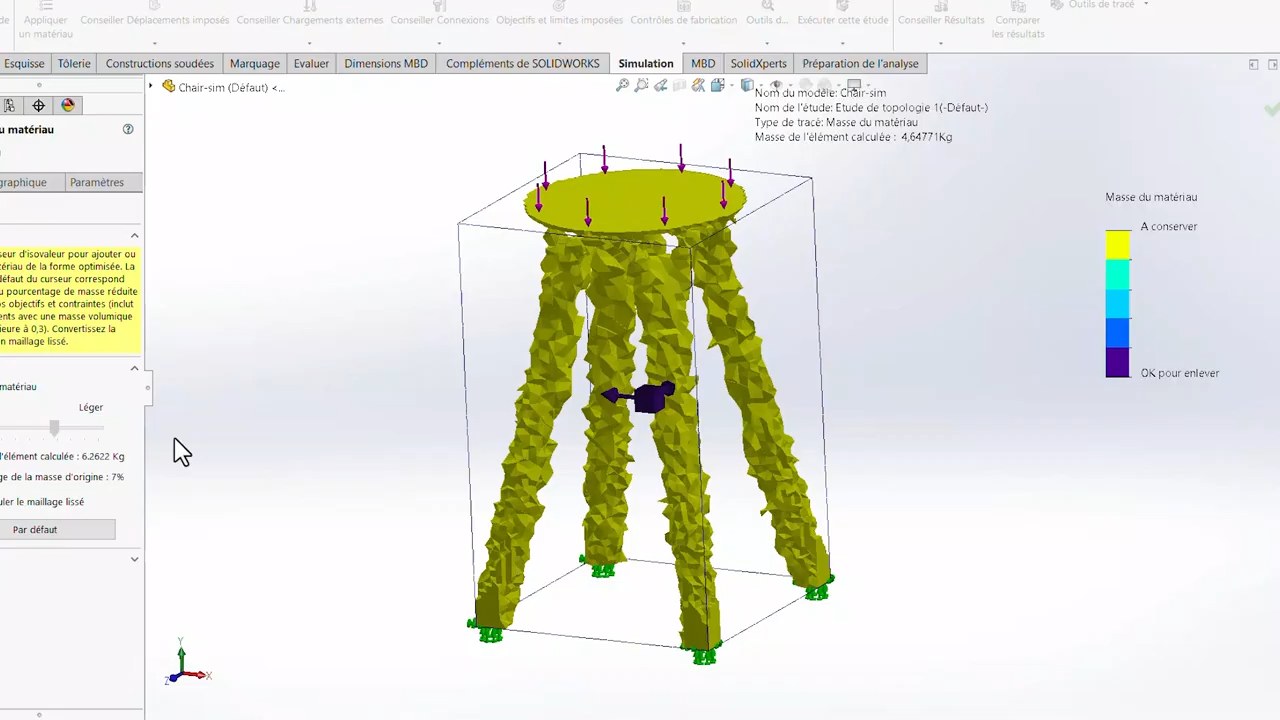 Appliquer
un matériau
Conseiller Déplacements imposés
Conseiller Chargements externes
Conseiller Connexions
Objectifs et limites imposées
Contrôles de fabrication
Outils d...
Exécuter cette étude
Conseiller Résultats
Comparer
les résultats
Outils de tracé
Esquisse
Tôlerie
Constructions soudées
Marquage
Evaluer
Dimensions MBD
Compléments de SOLIDWORKS
Simulation
MBD
SolidXperts
Préparation de l'analyse
Chair-sim (Défaut) <...
Nom du modèle: Chair-sim
Nom de l'étude: Etude de topologie 1(-Défaut-)
Type de tracé: Masse du matériau
Masse de l'élément calculée : 4,64771Kg
u matériau
graphique
Paramètres
seur d'isovaleur pour ajouter ou
tériau de la forme optimisée. La
défaut du curseur correspond
u pourcentage de masse réduite
os objectifs et contraintes (inclut
ents avec une masse volumique
ieure à 0,3). Convertissez la
n maillage lissé.
matériau
Léger
l'élément calculée : 6,2622 Kg
ge de la masse d'origine : 7%
uler le maillage lissé
Par défaut
Masse du matériau
A conserver
OK pour enlever
Y
X
Z